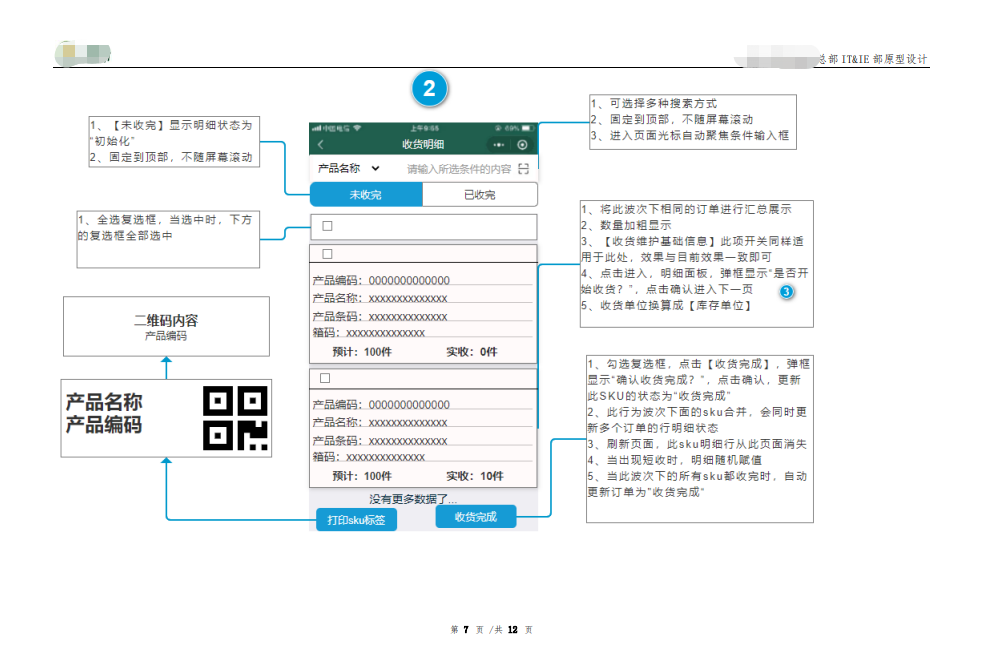 总部 IT&IE 部原型设计
2
1、【未收完】显示明细状态为
“初始化”
2、固定到顶部，不随屏幕滚动
1、全选复选框，当选中时，下方
的复选框全部选中
二维码内容
产品编码
产品名称
产品编码
中国电信
上午9:55
69%
收货明细
产品名称
请输入所选条件的内容
未收完
已收完
产品编码：0000000000000
产品名称：xxxxxxxxxxxxxx
产品条码：xxxxxxxxxxxxxx
箱码：xxxxxxxxxxxxxx
预计：100件 实收：0件
产品编码：0000000000000
产品名称：xxxxxxxxxxxxxx
产品条码：xxxxxxxxxxxxxx
箱码：xxxxxxxxxxxxxx
预计：100件 实收：10件
没有更多数据了...
打印sku标签
收货完成
1、可选择多种搜素方式
2、固定到顶部，不随屏幕滚动
3、进入页面光标自动聚焦条件输入框
1、将此波次下相同的订单进行汇总展示
2、数量加粗显示
3、【收货维护基础信息】此项开关同样适
用于此处，效果与目前效果一致即可
4、点击进入，明细面板，弹框显示“是否开
始收货？”，点击确认进入下一页
3
5、收货单位换算成【库存单位】
1、勾选复选框，点击【收货完成】，弹框
显示“确认收货完成？”，点击确认，更新
此SKU的状态为“收货完成”
2、此行为波次下面的sku合并，会同时更
新多个订单的行明细状态
3、刷新页面，此sku明细行从此页面消失
4、当出现短收时，明细随机赋值
5、当此波次下的所有sku都收完时，自动
更新订单为”收货完成“
第 7 页 /共 12 页